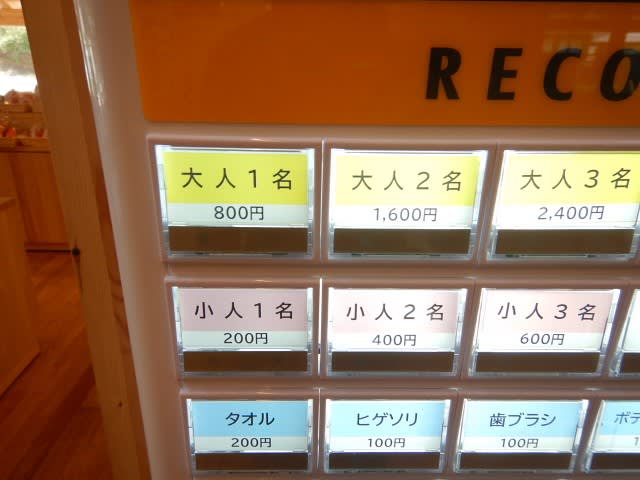 RECO
大人1名
800円
大人2名
1,600円
大人3名
2,400円
小人1名
200円
小人2名
400円
小人3名
600円
タオル
200円
ヒゲソリ
100円
歯ブラシ
100円
ボデ
1